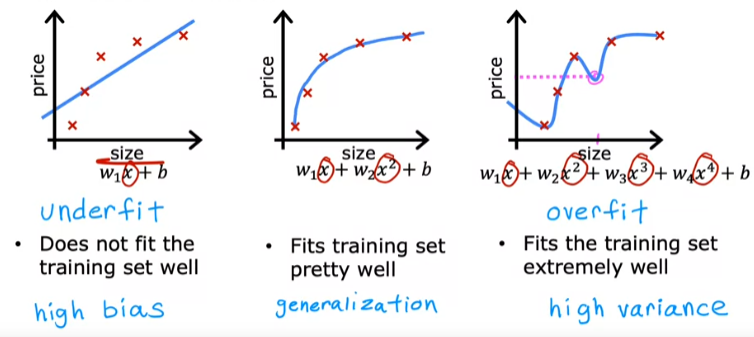 price
size
w₁x + b
underfit
• Does not fit the
training set well
high bias
price
size
w₁x + w₂x² + b
• Fits training set
pretty well
generalization
price
size
w₁x + w₂x² + w₃x³ + w₄x⁴ + b
overfit
• Fits the training set
extremely well
high variance